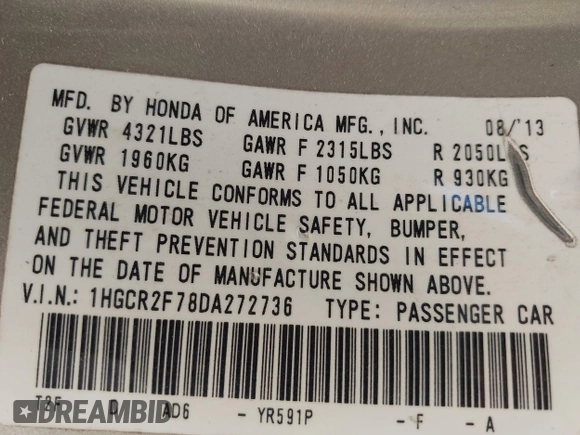 MFD. BY HONDA OF AMERICA MFG., INC. 08/'13
GVWR 4321LBS GAWR F 2315LBS R 2050LBS
GVWR 1960KG GAWR F 1050KG R 930KG
THIS VEHICLE CONFORMS TO ALL APPLICABLE
FEDERAL MOTOR VEHICLE SAFETY, BUMPER,
AND THEFT PREVENTION STANDARDS IN EFFECT
ON THE DATE OF MANUFACTURE SHOWN ABOVE.
V.I.N.: 1HGCR2F78DA272736 TYPE: PASSENGER CAR
AD6 - YR591P - F - A
DREAMBID